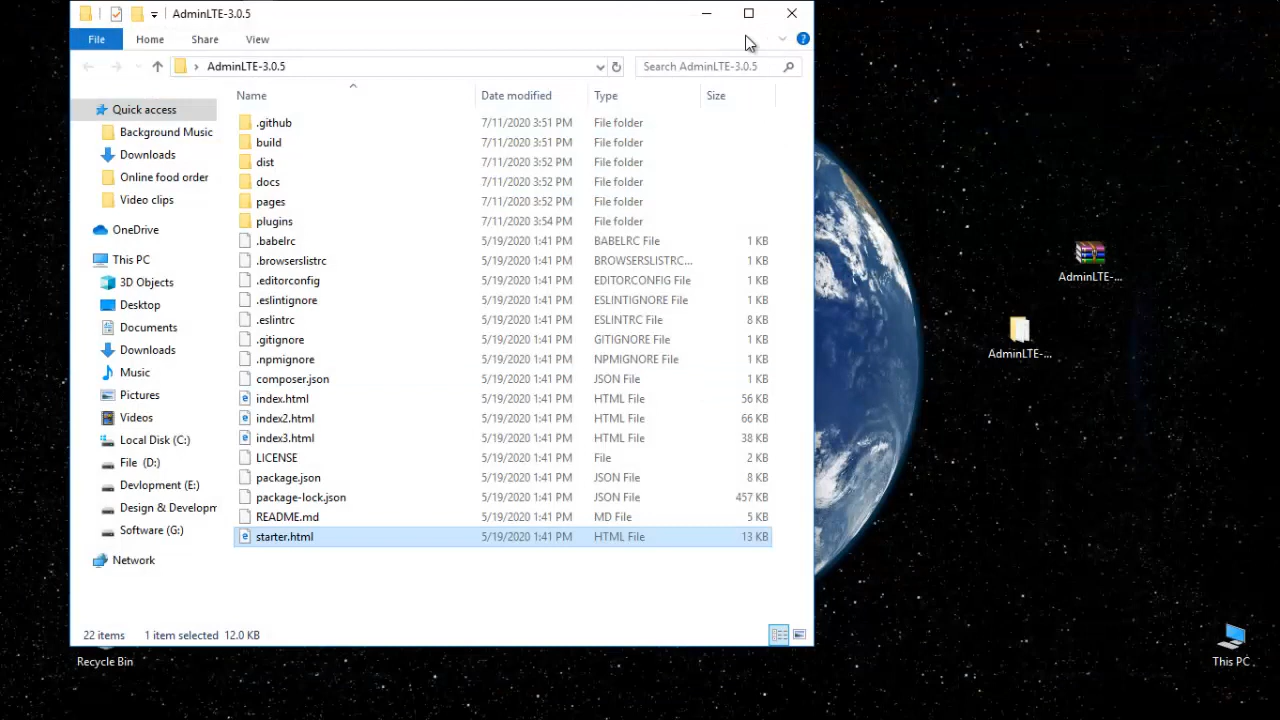 AdminLTE-3.0.5
File Home Share View
AdminLTE-3.0.5 Search AdminLTE-3.0.5
Name Date modified Type Size
Quick access
Background Music
Downloads
Online food order
Video clips
OneDrive
This PC
3D Objects
Desktop
Documents
Downloads
Music
Pictures
Videos
Local Disk (C:)
File (D:)
Devlopment (E:)
Design & Developm
Software (G:)
Network
.github 7/11/2020 3:51 PM File folder
build 7/11/2020 3:51 PM File folder
dist 7/11/2020 3:52 PM File folder
docs 7/11/2020 3:52 PM File folder
pages 7/11/2020 3:52 PM File folder
plugins 7/11/2020 3:54 PM File folder
.babelrc 5/19/2020 1:41 PM BABELRC File 1 KB
.browserslistrc 5/19/2020 1:41 PM BROWSERSLISTRC... 1 KB
.editorconfig 5/19/2020 1:41 PM EDITORCONFIG File 1 KB
.eslintignore 5/19/2020 1:41 PM ESLINTIGNORE File 1 KB
.eslintrc 5/19/2020 1:41 PM ESLINTRC File 8 KB
.gitignore 5/19/2020 1:41 PM GITIGNORE File 1 KB
.npmignore 5/19/2020 1:41 PM NPMIGNORE File 1 KB
composer.json 5/19/2020 1:41 PM JSON File 1 KB
index.html 5/19/2020 1:41 PM HTML File 56 KB
index2.html 5/19/2020 1:41 PM HTML File 66 KB
index3.html 5/19/2020 1:41 PM HTML File 38 KB
LICENSE 5/19/2020 1:41 PM File 2 KB
package.json 5/19/2020 1:41 PM JSON File 8 KB
package-lock.json 5/19/2020 1:41 PM JSON File 457 KB
README.md 5/19/2020 1:41 PM MD File 5 KB
starter.html 5/19/2020 1:41 PM HTML File 13 KB
22 items 1 item selected 12.0 KB
AdminLTE-...
AdminLTE-...
Recycle Bin
This PC